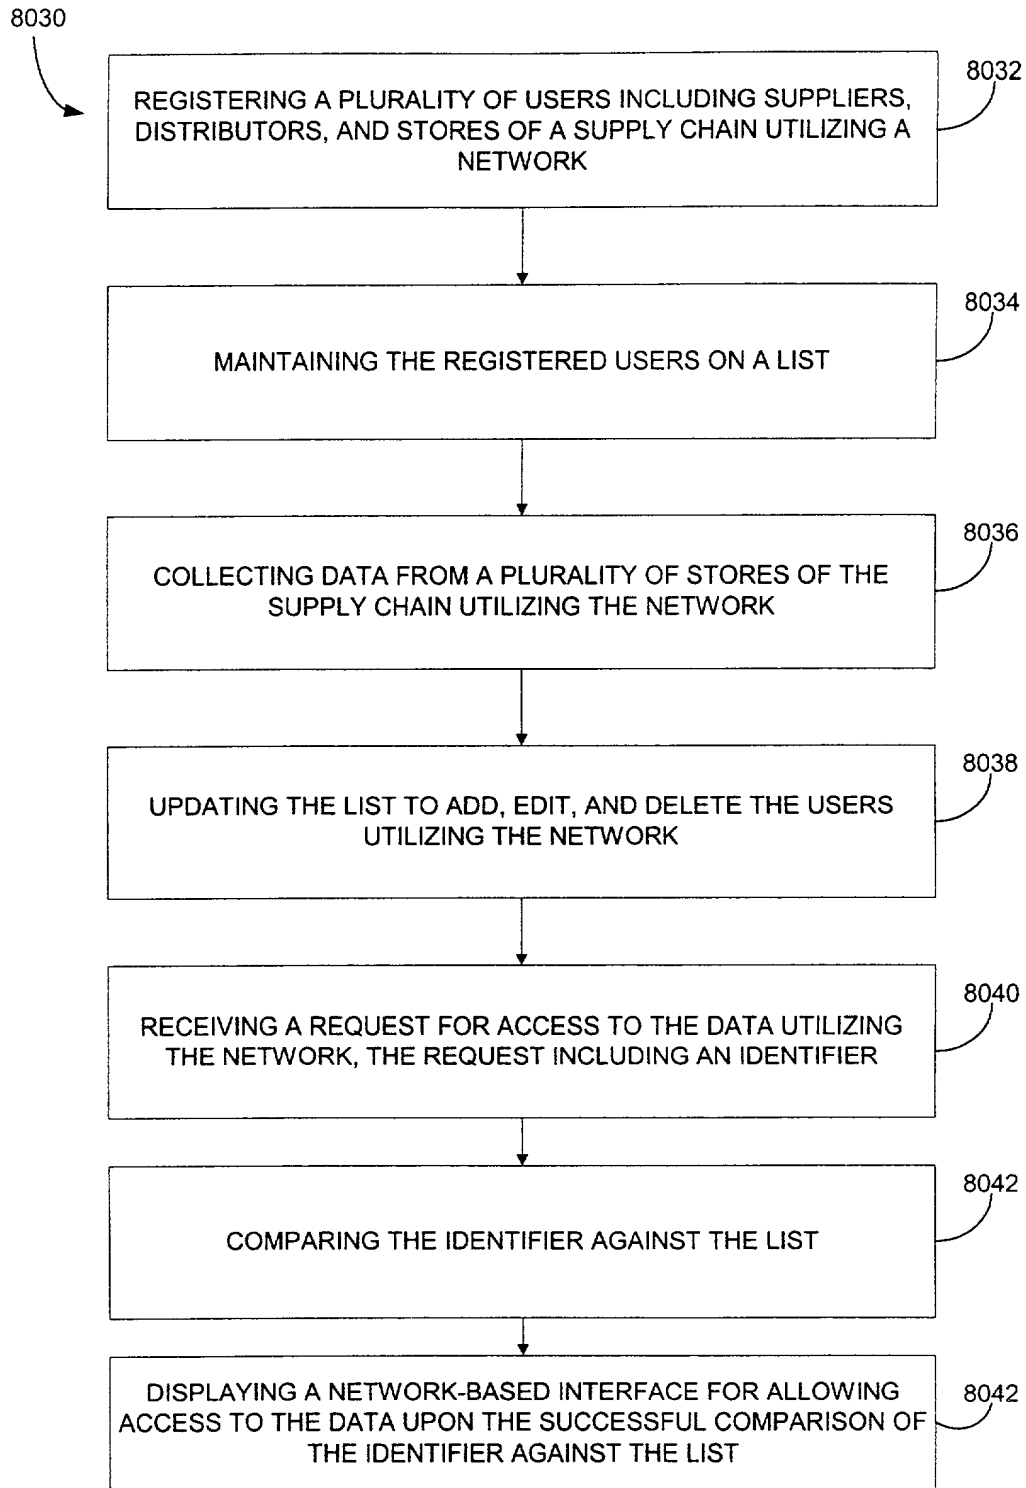 8030
8032
REGISTERING A PLURALITY OF USERS INCLUDING SUPPLIERS,
DISTRIBUTORS, AND STORES OF A SUPPLY CHAIN UTILIZING A
NETWORK
8034
MAINTAINING THE REGISTERED USERS ON A LIST
8036
COLLECTING DATA FROM A PLURALITY OF STORES OF THE
SUPPLY CHAIN UTILIZING THE NETWORK
8038
UPDATING THE LIST TO ADD, EDIT, AND DELETE THE USERS
UTILIZING THE NETWORK
8040
RECEIVING A REQUEST FOR ACCESS TO THE DATA UTILIZING
THE NETWORK, THE REQUEST INCLUDING AN IDENTIFIER
8042
COMPARING THE IDENTIFIER AGAINST THE LIST
8042
DISPLAYING A NETWORK-BASED INTERFACE FOR ALLOWING
ACCESS TO THE DATA UPON THE SUCCESSFUL COMPARISON OF
THE IDENTIFIER AGAINST THE LIST